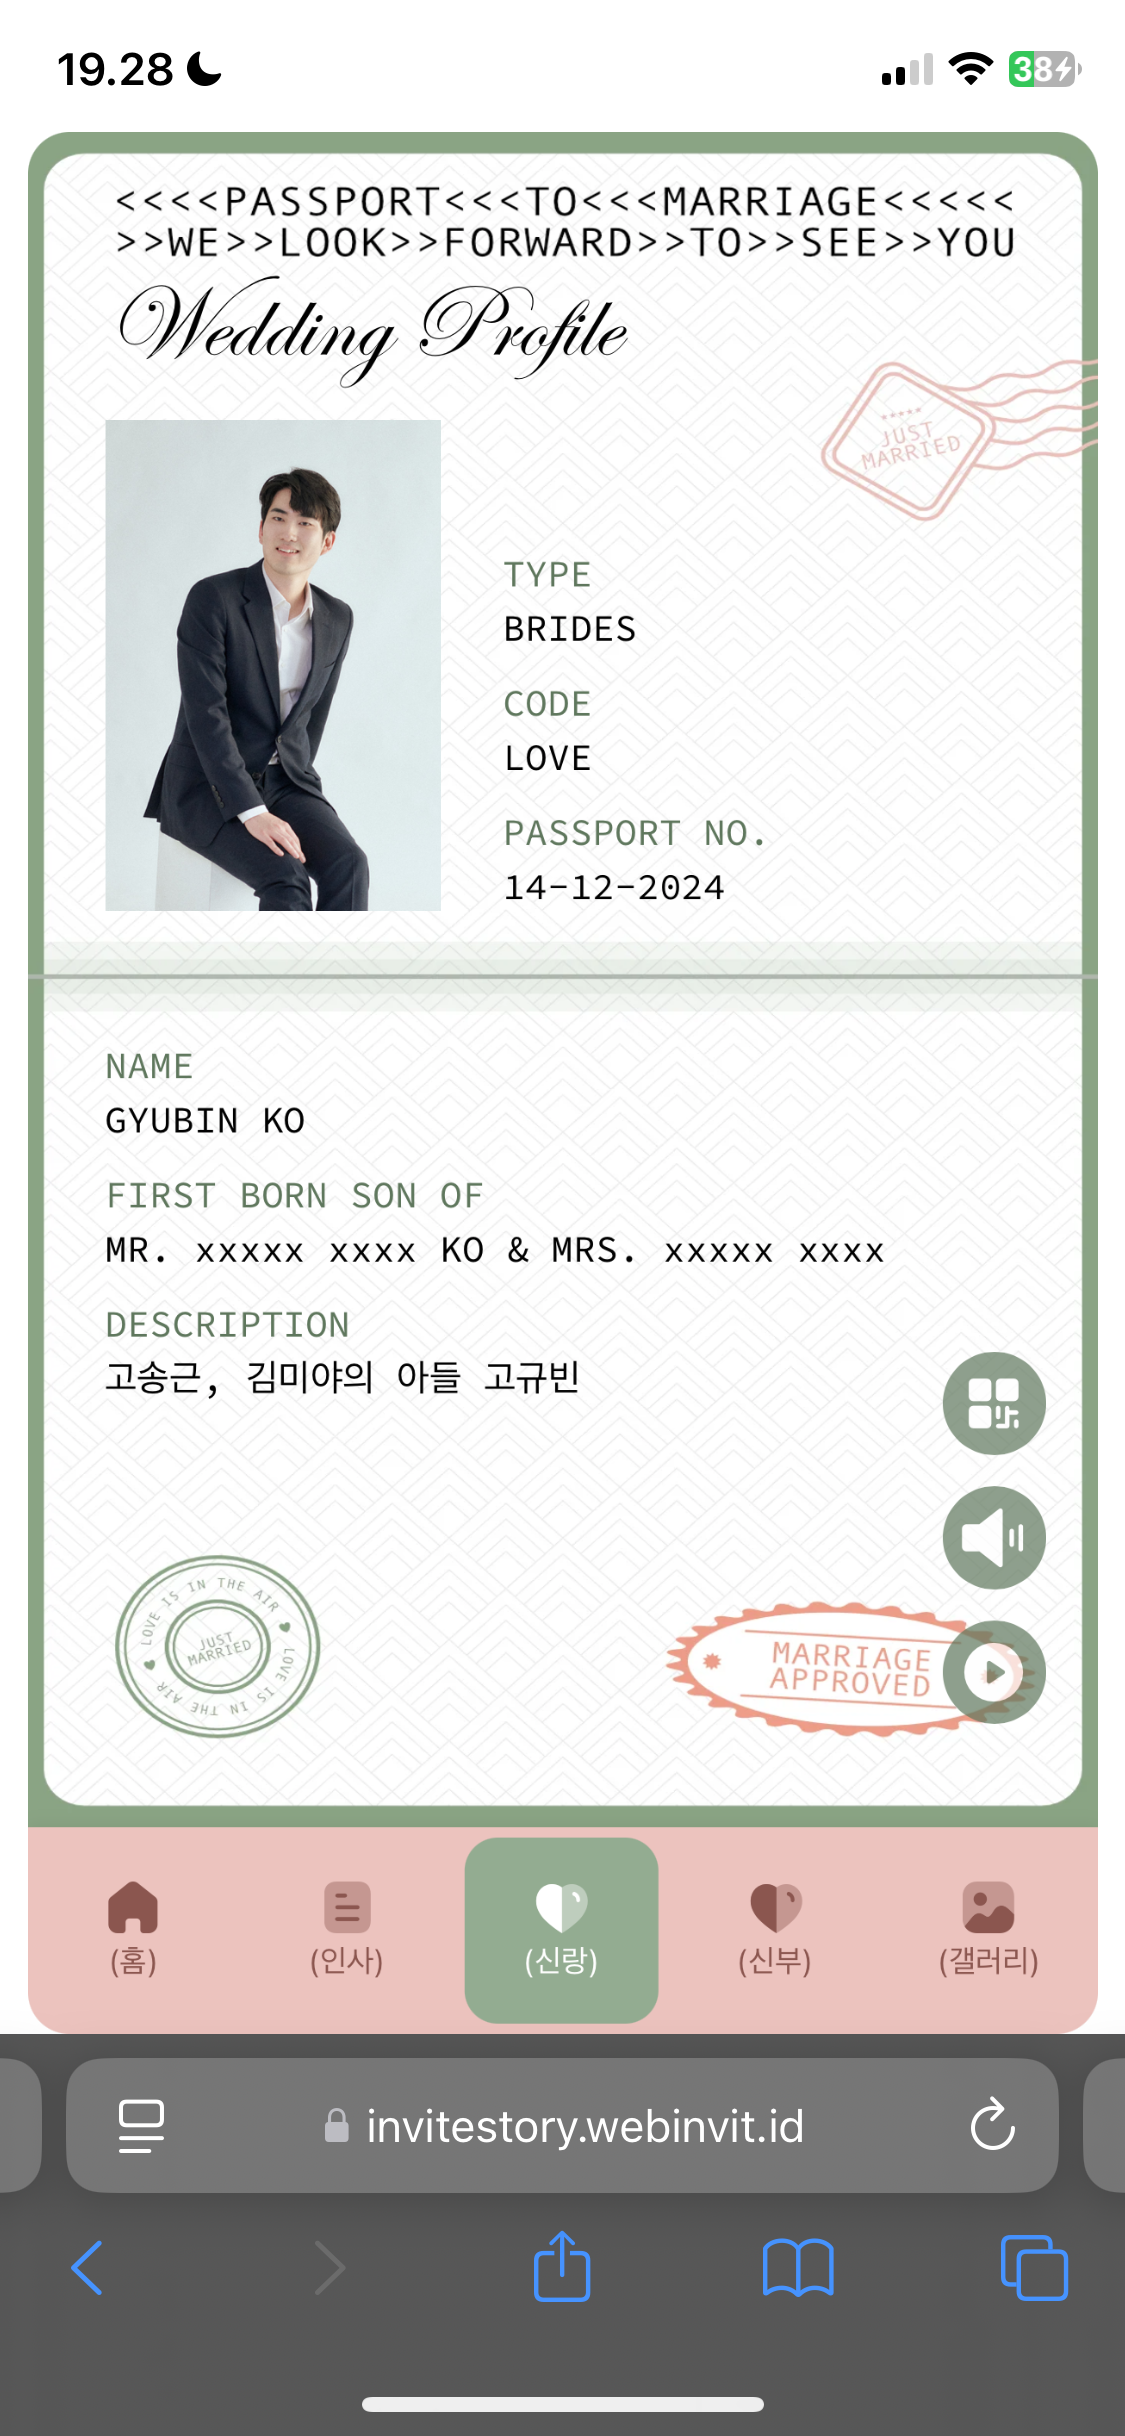 19.28
38
<<<<PASSPORT<<<TO<<<MARRIAGE<<<<<
>>WE>>LOOK>>FORWARD>>TO>>SEE>>YOU
Wedding Profile
JUST
MARRIED
TYPE
BRIDES
CODE
LOVE
PASSPORT NO.
14-12-2024
NAME
GYUBIN KO
FIRST BORN SON OF
MR. xxxxx xxxx KO & MRS. xxxxx xxxx
DESCRIPTION
고송근, 김미야의 아들 고규빈
LOVE IS IN THE AIR
LOVE IS IN THE AIR
JUST
MARRIED
MARRIAGE
APPROVED
(홈)
(인사)
(신랑)
(신부)
(갤러리)
invitestory.webinvit.id